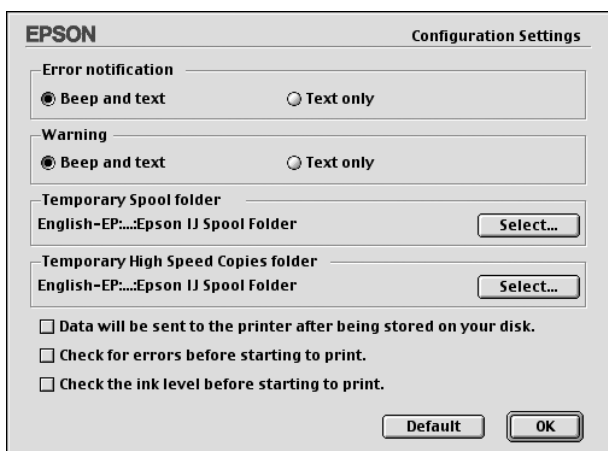 EPSON Configuration Settings
Error notification
Beep and text Text only
Warning
Beep and text Text only
Temporary Spool folder
English-EP:...:Epson IJ Spool Folder Select...
Temporary High Speed Copies folder
English-EP:...:Epson IJ Spool Folder Select...
Data will be sent to the printer after being stored on your disk.
Check for errors before starting to print.
Check the ink level before starting to print.
Default OK